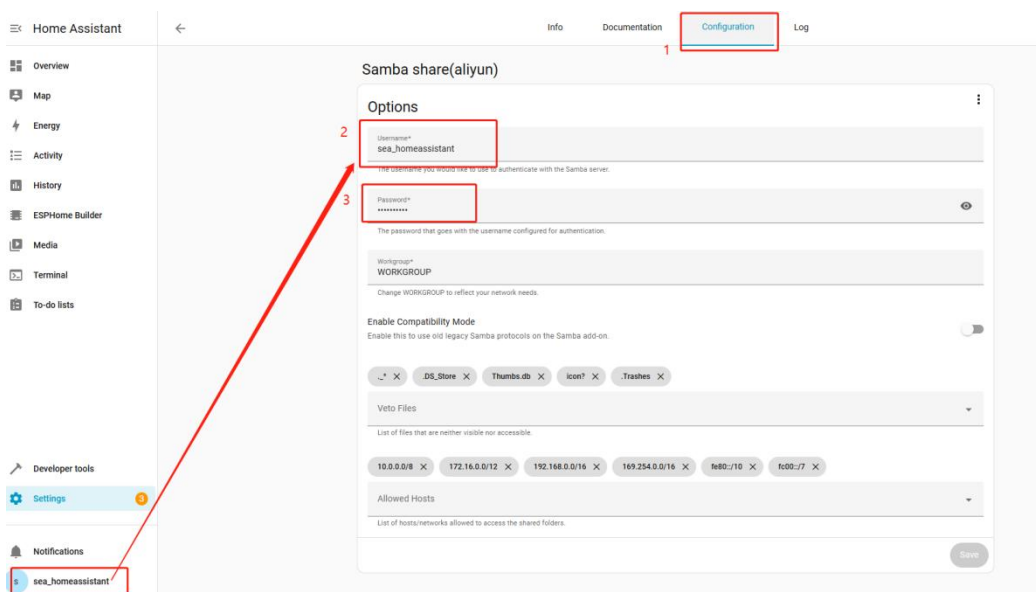 Home Assistant
Info Documentation Configuration Log
1
Overview
Map
Energy
Activity
History
ESPHome Builder
Media
Terminal
To-do lists
Developer tools
Settings 3
Notifications
s sea_homeassistant
Samba share(aliyun)
Options
2
Username*
sea_homeassistant
The username you would like to use to authenticate with the Samba server.
3
Password*
••••••••••
The password that goes with the username configured for authentication.
Workgroup*
WORKGROUP
Change WORKGROUP to reflect your network needs.
Enable Compatibility Mode
Enable this to use old legacy Samba protocols on the Samba add-on.
._* .DS_Store Thumbs.db icon? .Trashes
Veto Files
List of files that are neither visible nor accessible.
10.0.0.0/8 172.16.0.0/12 192.168.0.0/16 169.254.0.0/16 fe80::/10 fc00::/7
Allowed Hosts
List of hosts/networks allowed to access the shared folders.
Save